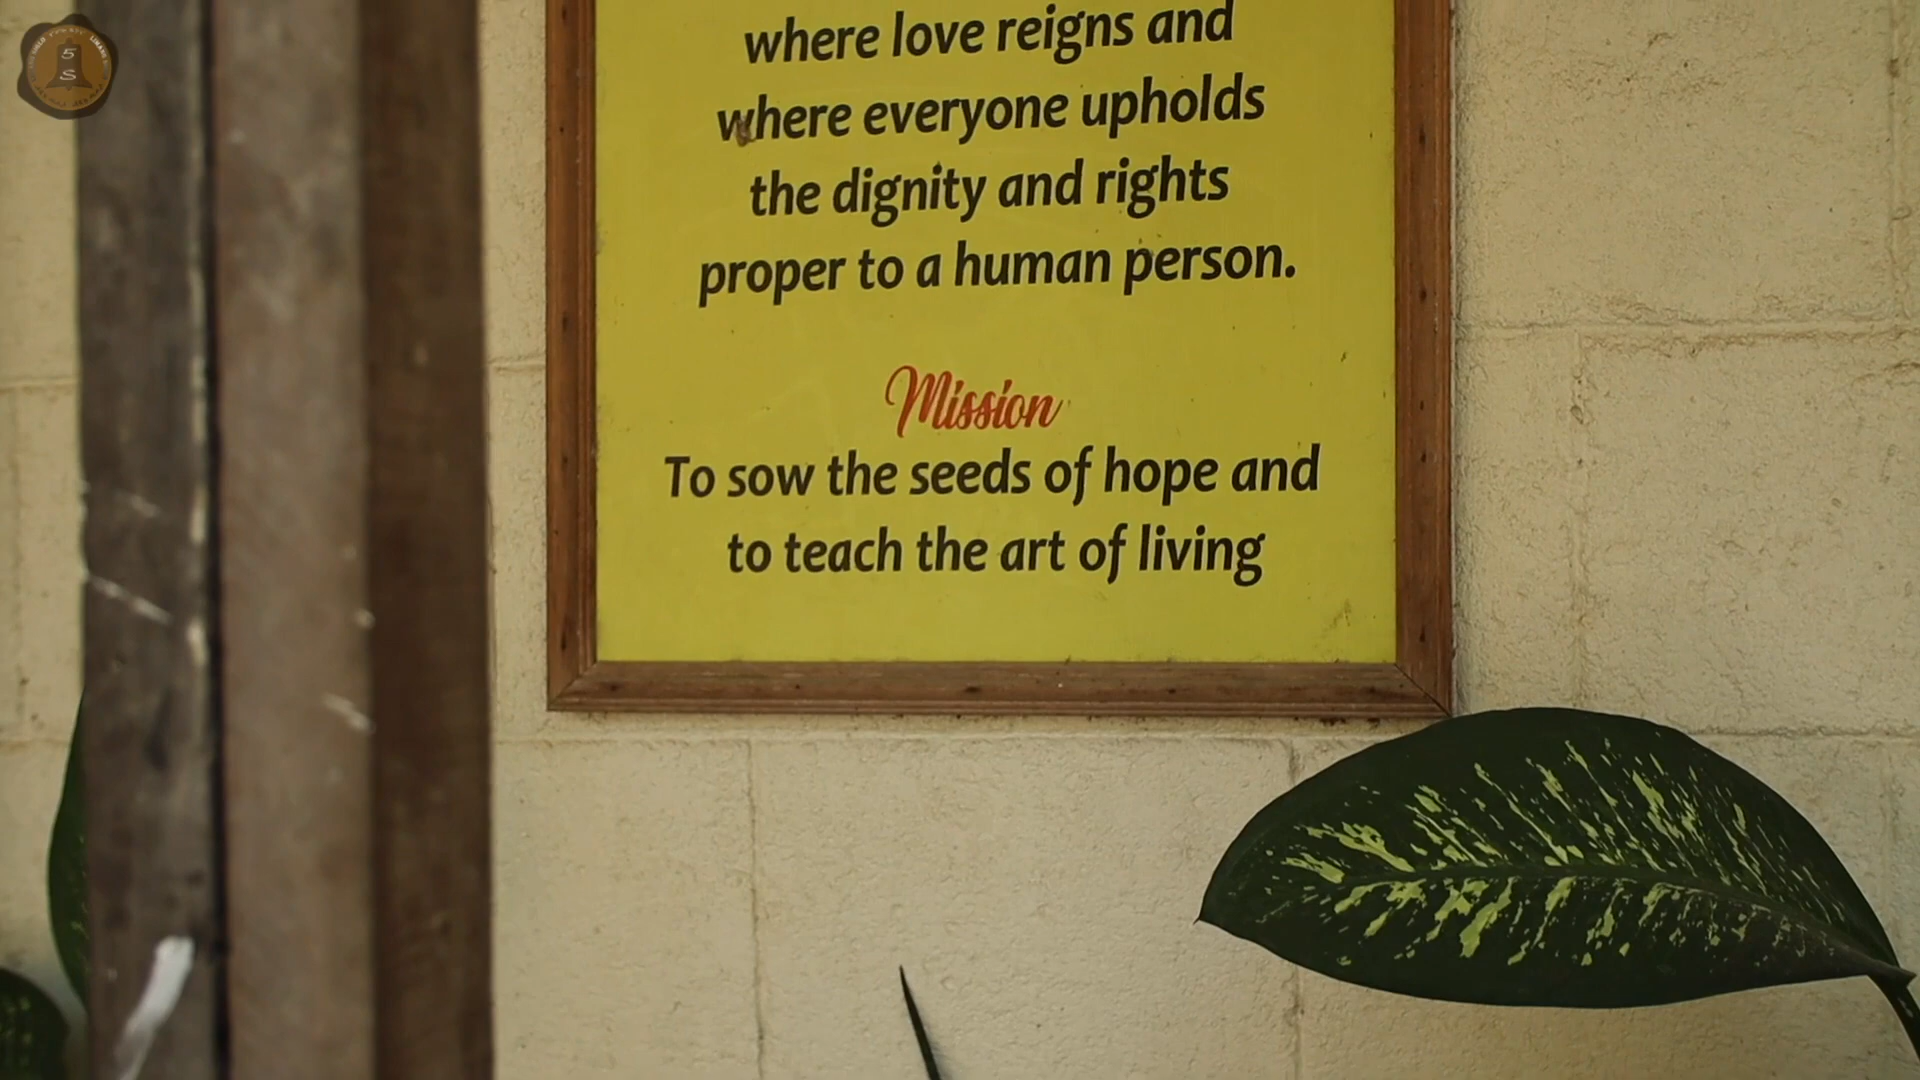 5
S
where love reigns and
where everyone upholds
the dignity and rights
proper to a human person.
Mission
To sow the seeds of hope and
to teach the art of living